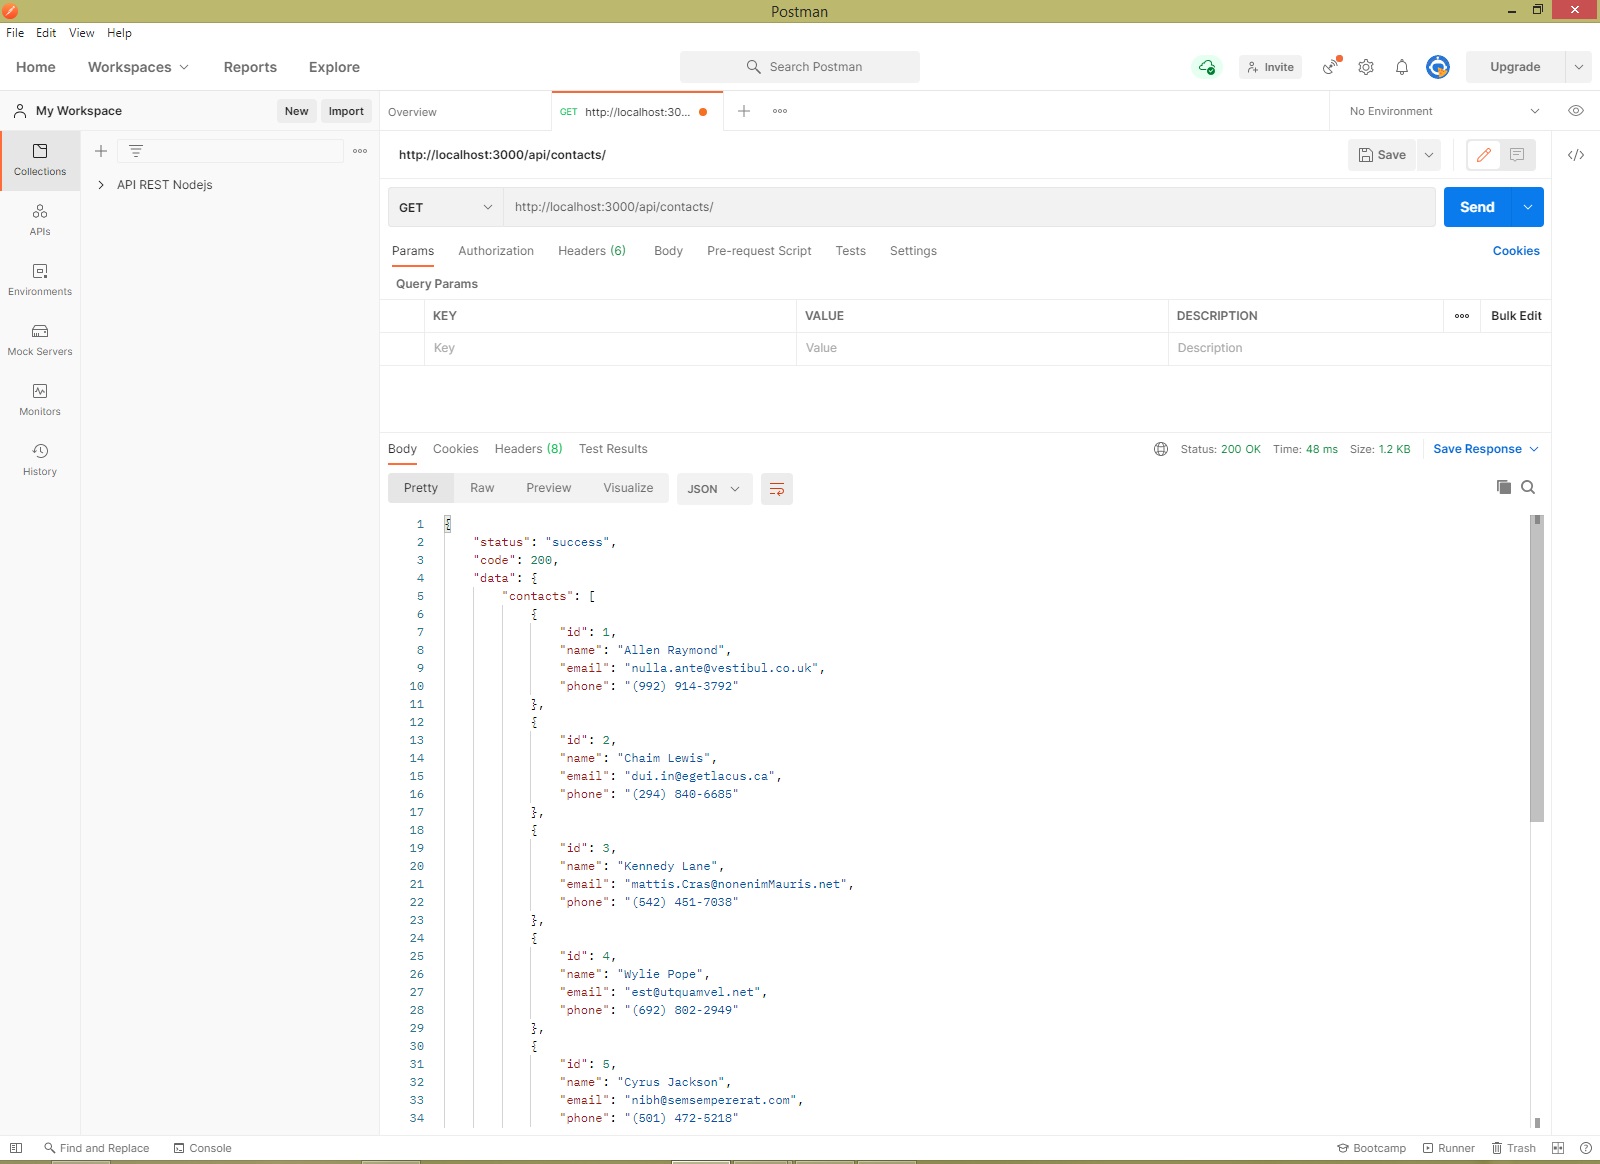 Postman
File Edit View Help
Home Workspaces Reports Explore Search Postman Invite Upgrade
My Workspace New Import Overview GET http://localhost:30... No Environment
Collections
APIs
Environments
Mock Servers
Monitors
History
API REST Nodejs
http://localhost:3000/api/contacts/ Save
GET http://localhost:3000/api/contacts/ Send
Params Authorization Headers (6) Body Pre-request Script Tests Settings Cookies
Query Params
KEY VALUE DESCRIPTION Bulk Edit
Key Value Description
Body Cookies Headers (8) Test Results Status: 200 OK Time: 48 ms Size: 1.2 KB Save Response
Pretty Raw Preview Visualize JSON
1 {
2 "status": "success",
3 "code": 200,
4 "data": {
5 "contacts": [
6 {
7 "id": 1,
8 "name": "Allen Raymond",
9 "email": "nulla.ante@vestibul.co.uk",
10 "phone": "(992) 914-3792"
11 },
12 {
13 "id": 2,
14 "name": "Chaim Lewis",
15 "email": "dui.in@egetlacus.ca",
16 "phone": "(294) 840-6685"
17 },
18 {
19 "id": 3,
20 "name": "Kennedy Lane",
21 "email": "mattis.Cras@nonenimMauris.net",
22 "phone": "(542) 451-7038"
23 },
24 {
25 "id": 4,
26 "name": "Wylie Pope",
27 "email": "est@utquamvel.net",
28 "phone": "(692) 802-2949"
29 },
30 {
31 "id": 5,
32 "name": "Cyrus Jackson",
33 "email": "nibh@semsempererat.com",
34 "phone": "(501) 472-5218"
Find and Replace Console Bootcamp Runner Trash